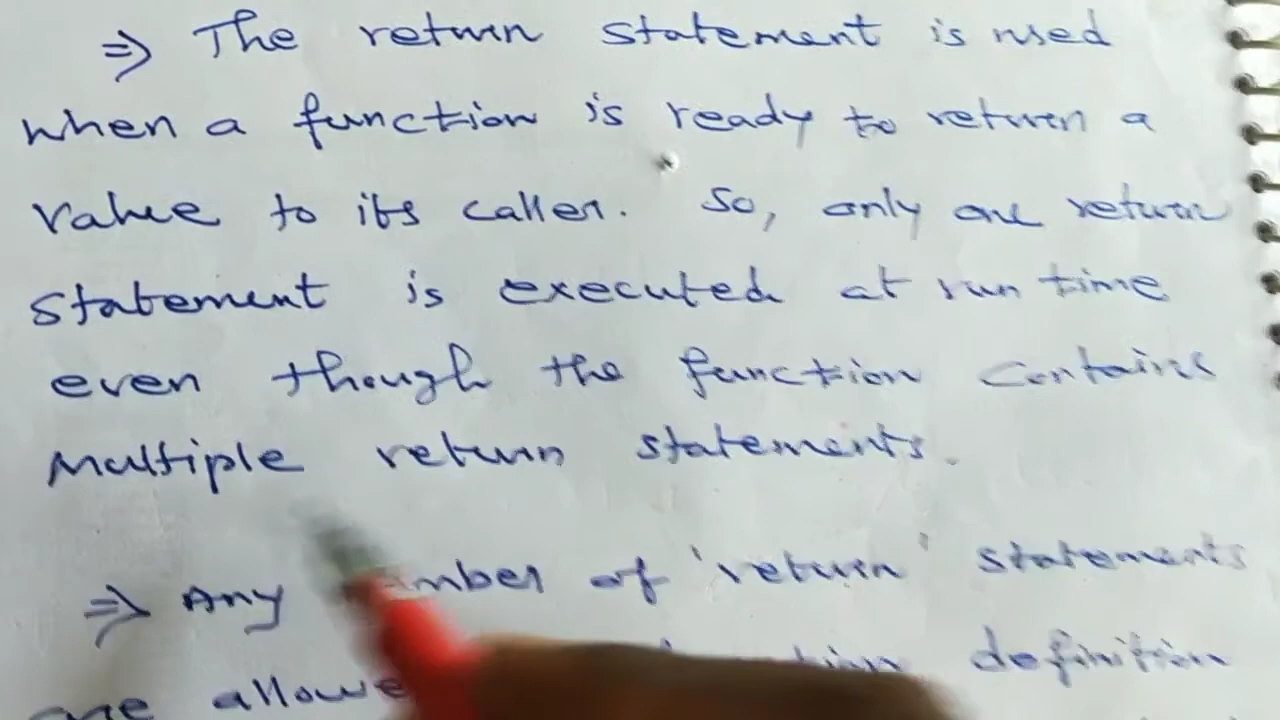 ⇒ The return statement is used
when a function is ready to return a
value to its caller. So, only one return
statement is executed at run time
even though the function contains
multiple return statements.
⇒ Any of 'return' statements
are definition